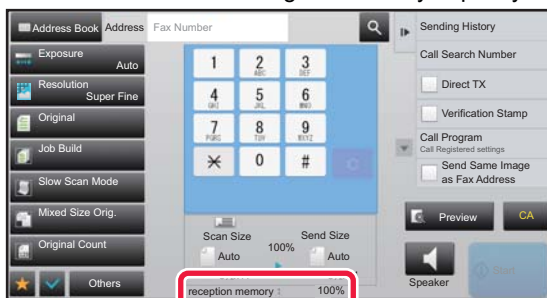 Address Book Address Fax Number
Sending History
Exposure
Auto
Call Search Number
Resolution
Super Fine
Direct TX
Original
Verification Stamp
Job Build
Call Program
Call Registered settings
Slow Scan Mode
Send Same Image
as Fax Address
Mixed Size Orig.
Original Count
Others
1
2 ABC
3 DEF
4 GHI
5 JKL
6 MNO
7 PQRS
8 TUV
9 WXYZ
0
#
Scan Size
100%
Send Size
Auto
Auto
reception memory : 100%
Preview
CA
Speaker
Start